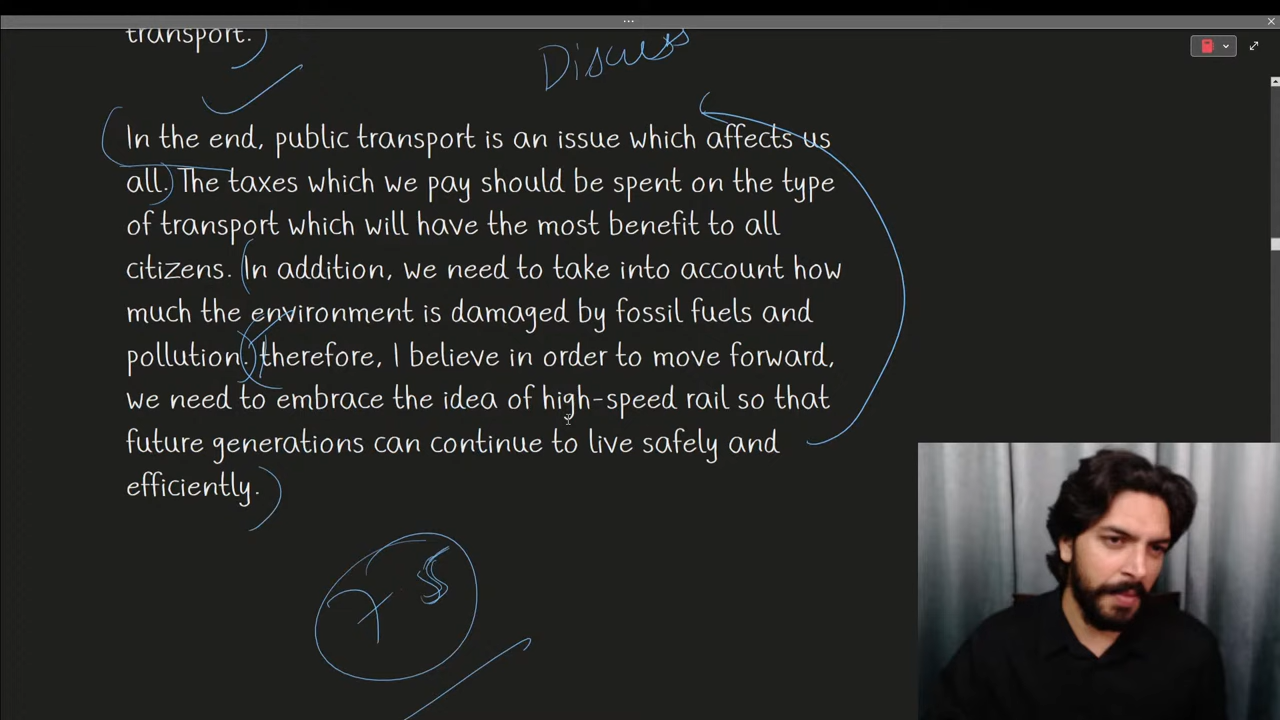 transport.
Discuss
In the end, public transport is an issue which affects us
all. The taxes which we pay should be spent on the type
of transport which will have the most benefit to all
citizens. In addition, we need to take into account how
much the environment is damaged by fossil fuels and
pollution. therefore, I believe in order to move forward,
we need to embrace the idea of high-speed rail so that
future generations can continue to live safely and
efficiently.